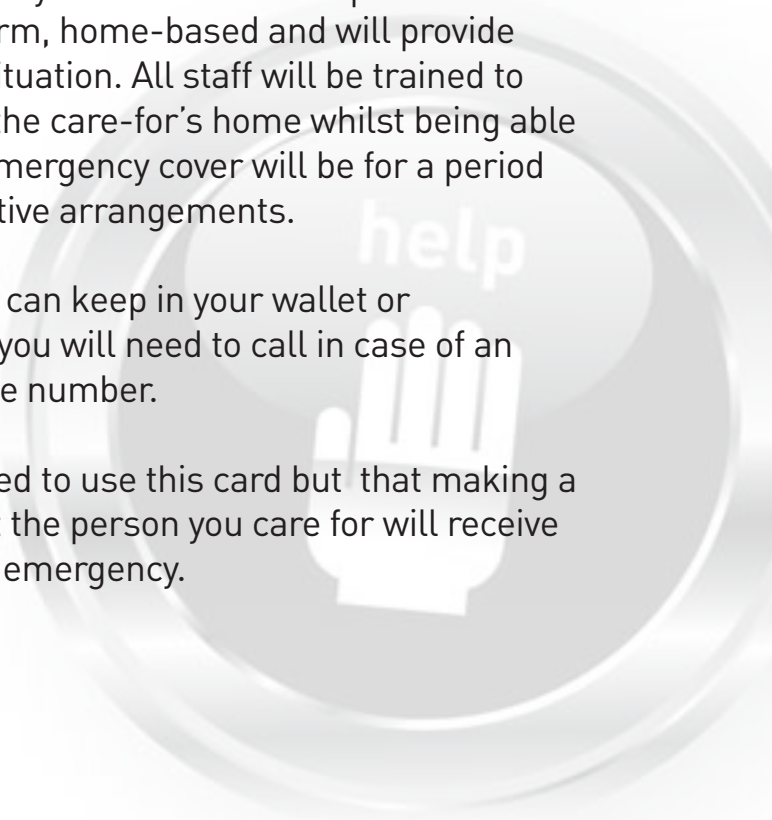 rm, home-based and will provide
ituation. All staff will be trained to
the care-for's home whilst being able
mergency cover will be for a period
tive arrangements.
help
can keep in your wallet or
you will need to call in case of an
e number.
ed to use this card but that making a
t the person you care for will receive
emergency.